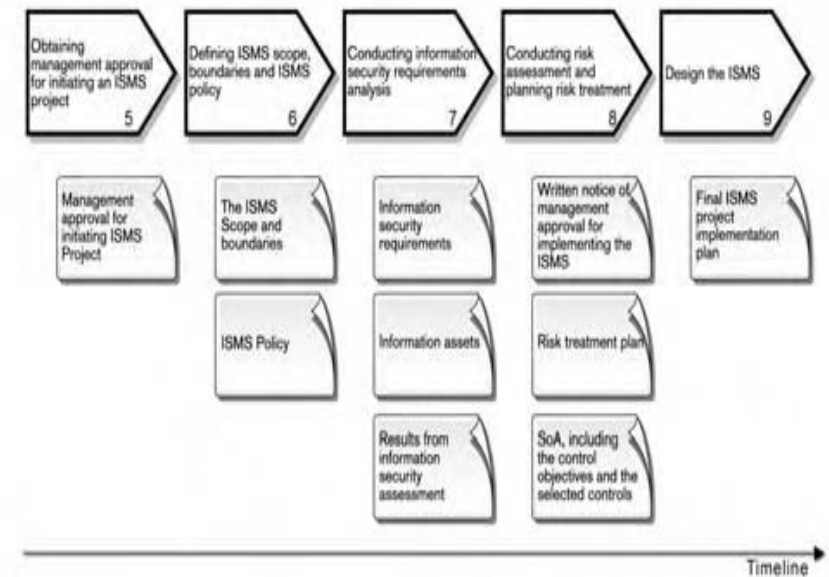 Obtaining
management approval
for initiating an ISMS
project
5
Defining ISMS scope,
boundaries and ISMS
policy
6
Conducting information
security requirements
analysis
7
Conducting risk
assessment and
planning risk treatment
8
Design the ISMS
9
Management
approval for
initiating ISMS
Project
The ISMS
Scope and
boundaries
Information
security
requirements
Written notice of
management
approval for
implementing the
ISMS
Final ISMS
project
implementation
plan
ISMS Policy
Information assets
Risk treatment plan
Results from
information
security
assessment
SoA, including
the control
objectives and the
selected controls
Timeline